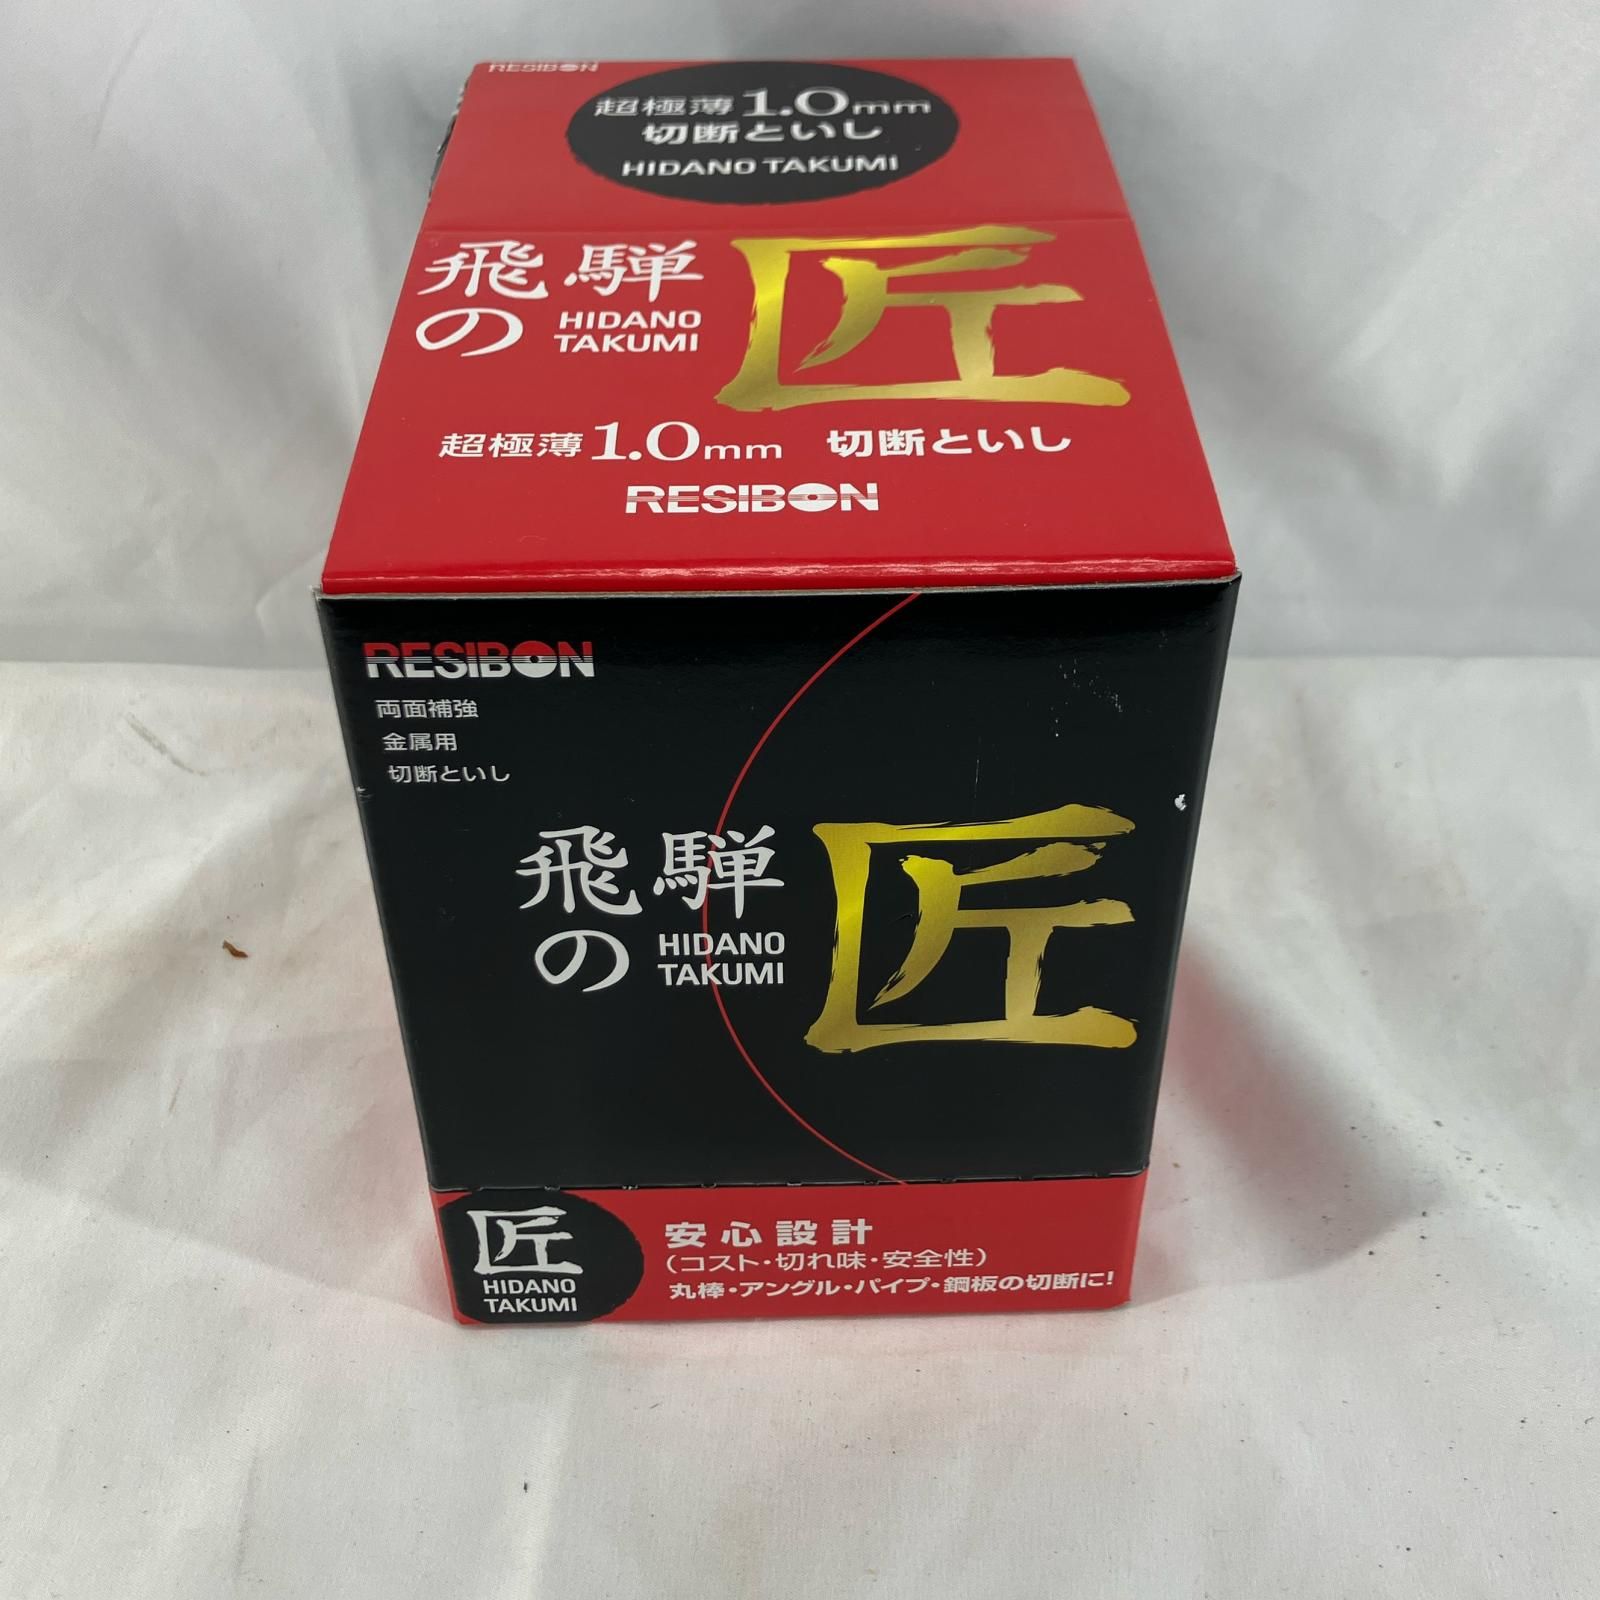 RESIBON
超極薄1.0mm
切断といし
HIDANO TAKUMI
飛騨の匠
HIDANO
TAKUMI
超極薄1.0mm 切断といし
RESIBON
RESIBON
両面補強
金属用
切断といし
飛騨の匠
HIDANO
TAKUMI
匠
HIDANO
TAKUMI
安心設計
(コスト・切れ味・安全性)
丸棒・アングル・パイプ・鋼板の切断に!